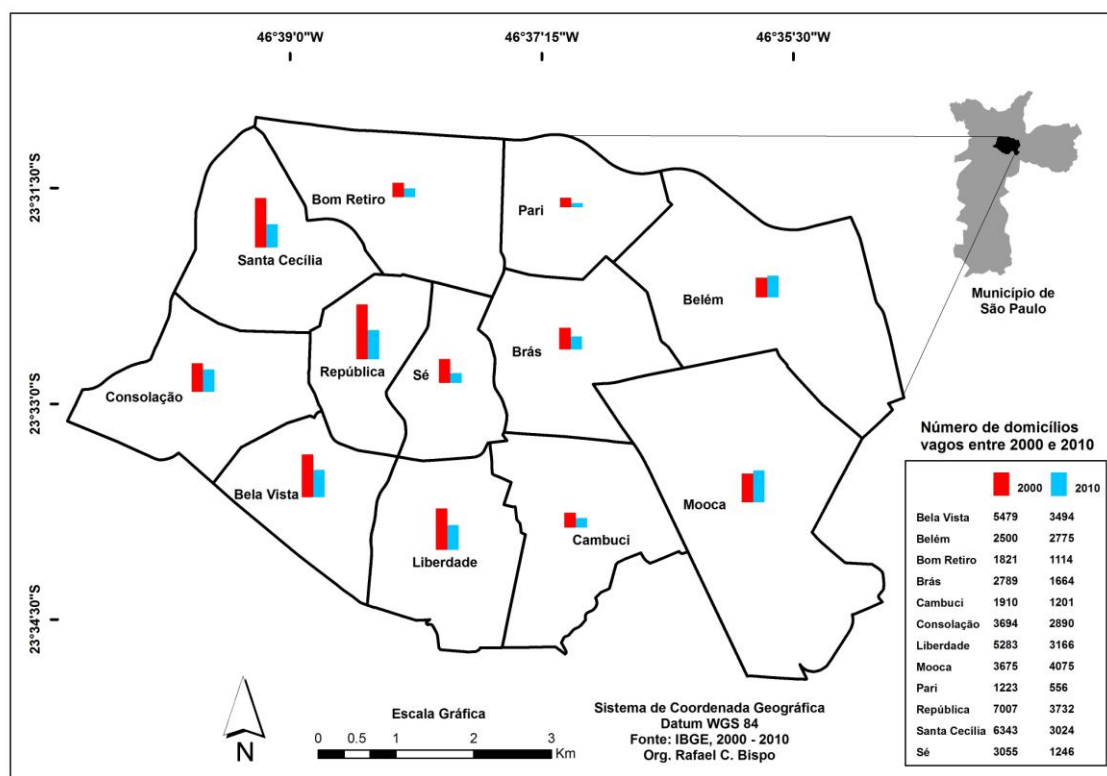 46°39'0"W
46°37'15"W
46°35'30"W
23°31'30"S
23°33'0"S
23°34'30"S
Bom Retiro
Pari
Santa Cecília
Belém
República
Sé
Brás
Consolação
Bela Vista
Mooca
Liberdade
Cambuci
Município de
São Paulo
Número de domicílios
vagos entre 2000 e 2010
2000 2010
Bela Vista 5479 3494
Belém 2500 2775
Bom Retiro 1821 1114
Brás 2789 1664
Cambuci 1910 1201
Consolação 3694 2890
Liberdade 5283 3166
Mooca 3675 4075
Pari 1223 556
República 7007 3732
Santa Cecília 6343 3024
Sé 3055 1246
N
Escala Gráfica
0 0.5 1 2 3
Km
Sistema de Coordenada Geográfica
Datum WGS 84
Fonte: IBGE, 2000 - 2010
Org. Rafael C. Bispo